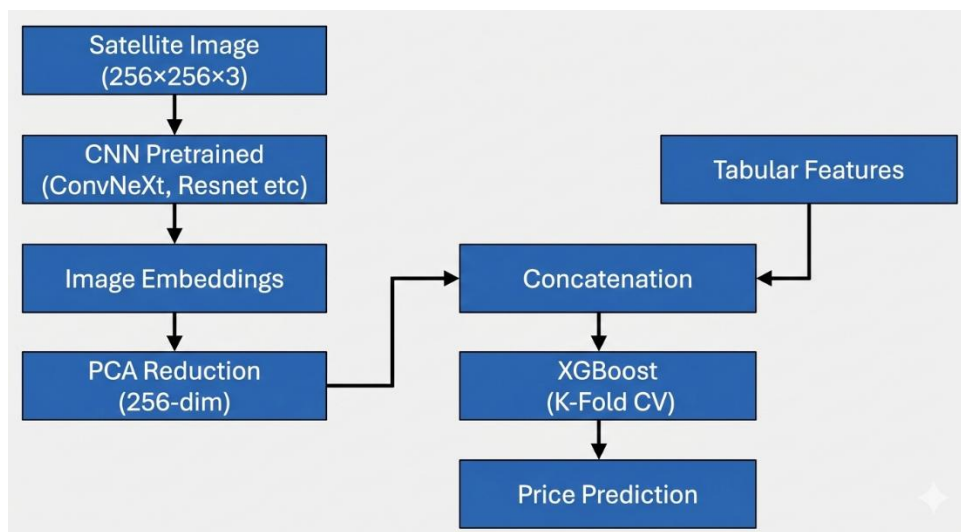 Satellite Image
(256×256×3)
CNN Pretrained
(ConvNeXt, Resnet etc)
Image Embeddings
PCA Reduction
(256-dim)
Tabular Features
Concatenation
XGBoost
(K-Fold CV)
Price Prediction